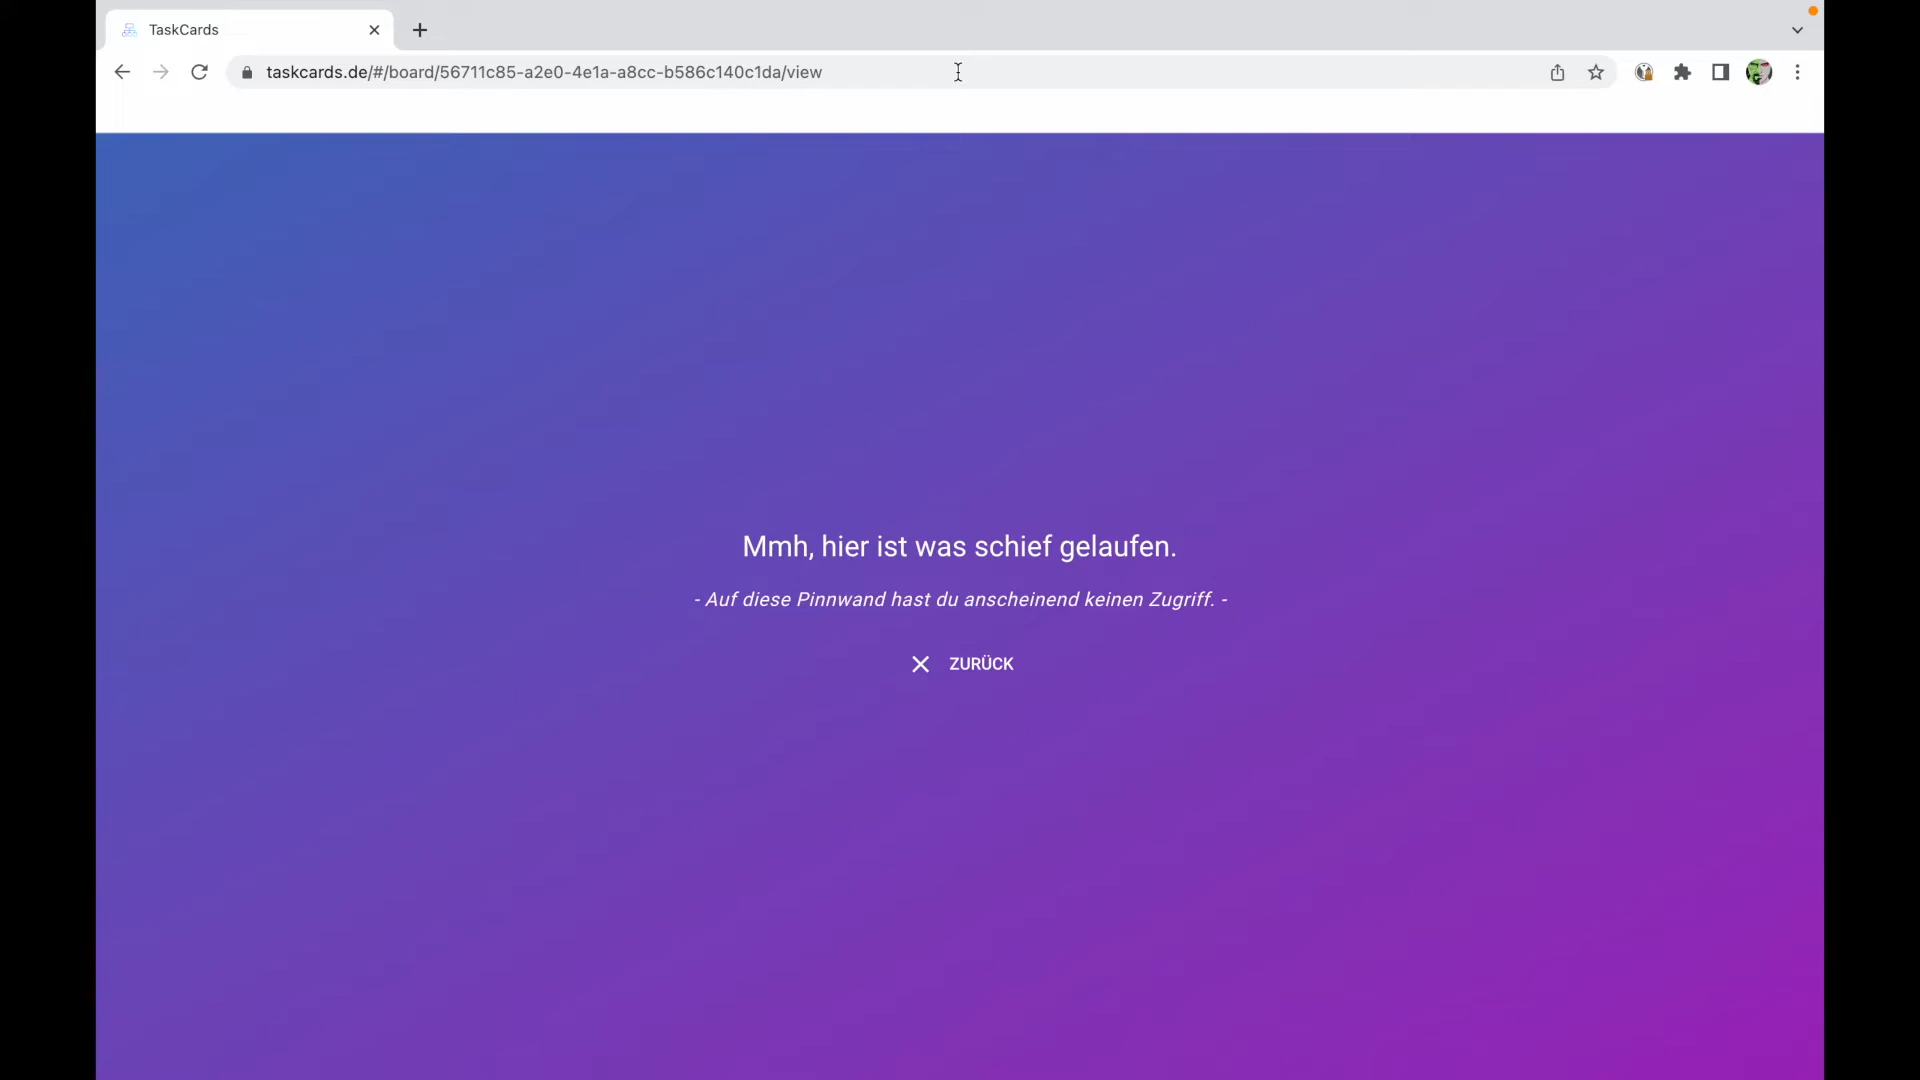 TaskCards
taskcards.de/#/board/56711c85-a2e0-4e1a-a8cc-b586c140c1da/view
Mmh, hier ist was schief gelaufen.
- Auf diese Pinnwand hast du anscheinend keinen Zugriff. -
ZURÜCK